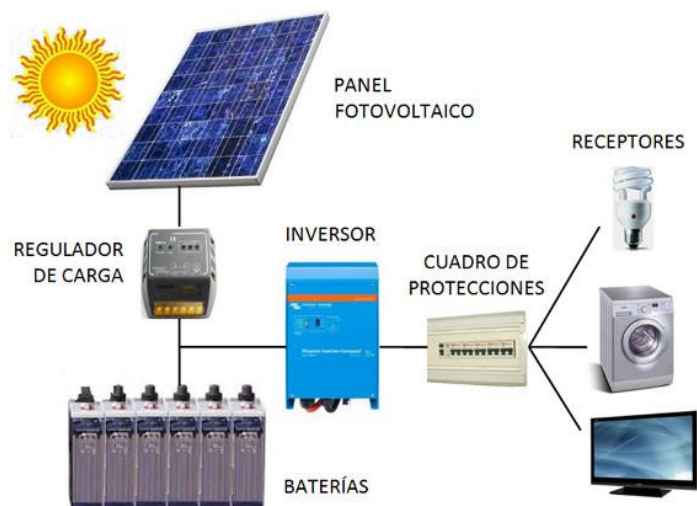 PANEL
FOTOVOLTAICO
RECEPTORES
REGULADOR
DE CARGA
INVERSOR
CUADRO DE
PROTECCIONES
BATERÍAS